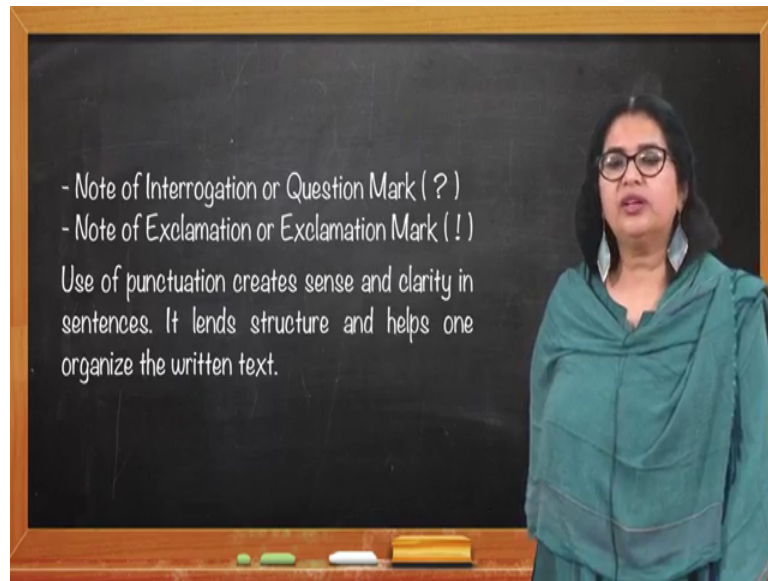 - Note of Interrogation or Question Mark ( ? )
- Note of Exclamation or Exclamation Mark ( ! )
Use of punctuation creates sense and clarity in
sentences. It lends structure and helps one
organize the written text.